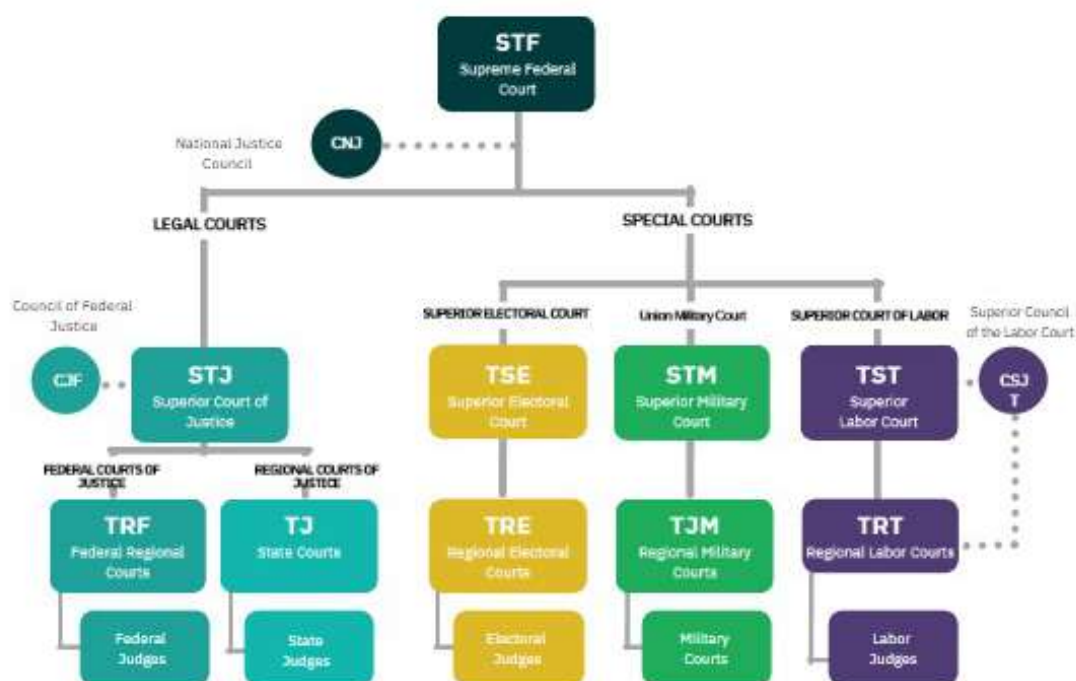 STF
Supreme Federal
Court
National Justice
Council
CNJ
LEGAL COURTS
SPECIAL COURTS
Council of Federal
Justice
SUPERIOR ELECTORAL COURT
Union Military Court
SUPERIOR COURT OF LABOR
Superior Council
of the Labor Court
CJF
STJ
Superior Court of
Justice
TSE
Superior Electoral
Court
STM
Superior Military
Court
TST
Superior
Labor Court
CSJ
T
FEDERAL COURTS OF
JUSTICE
REGIONAL COURTS OF
JUSTICE
TRF
Federal Regional
Courts
TJ
State Courts
TRE
Regional Electoral
Courts
TJM
Regional Military
Courts
TRT
Regional Labor Courts
Federal
Judges
State
Judges
Electoral
Judges
Military
Courts
Labor
Judges